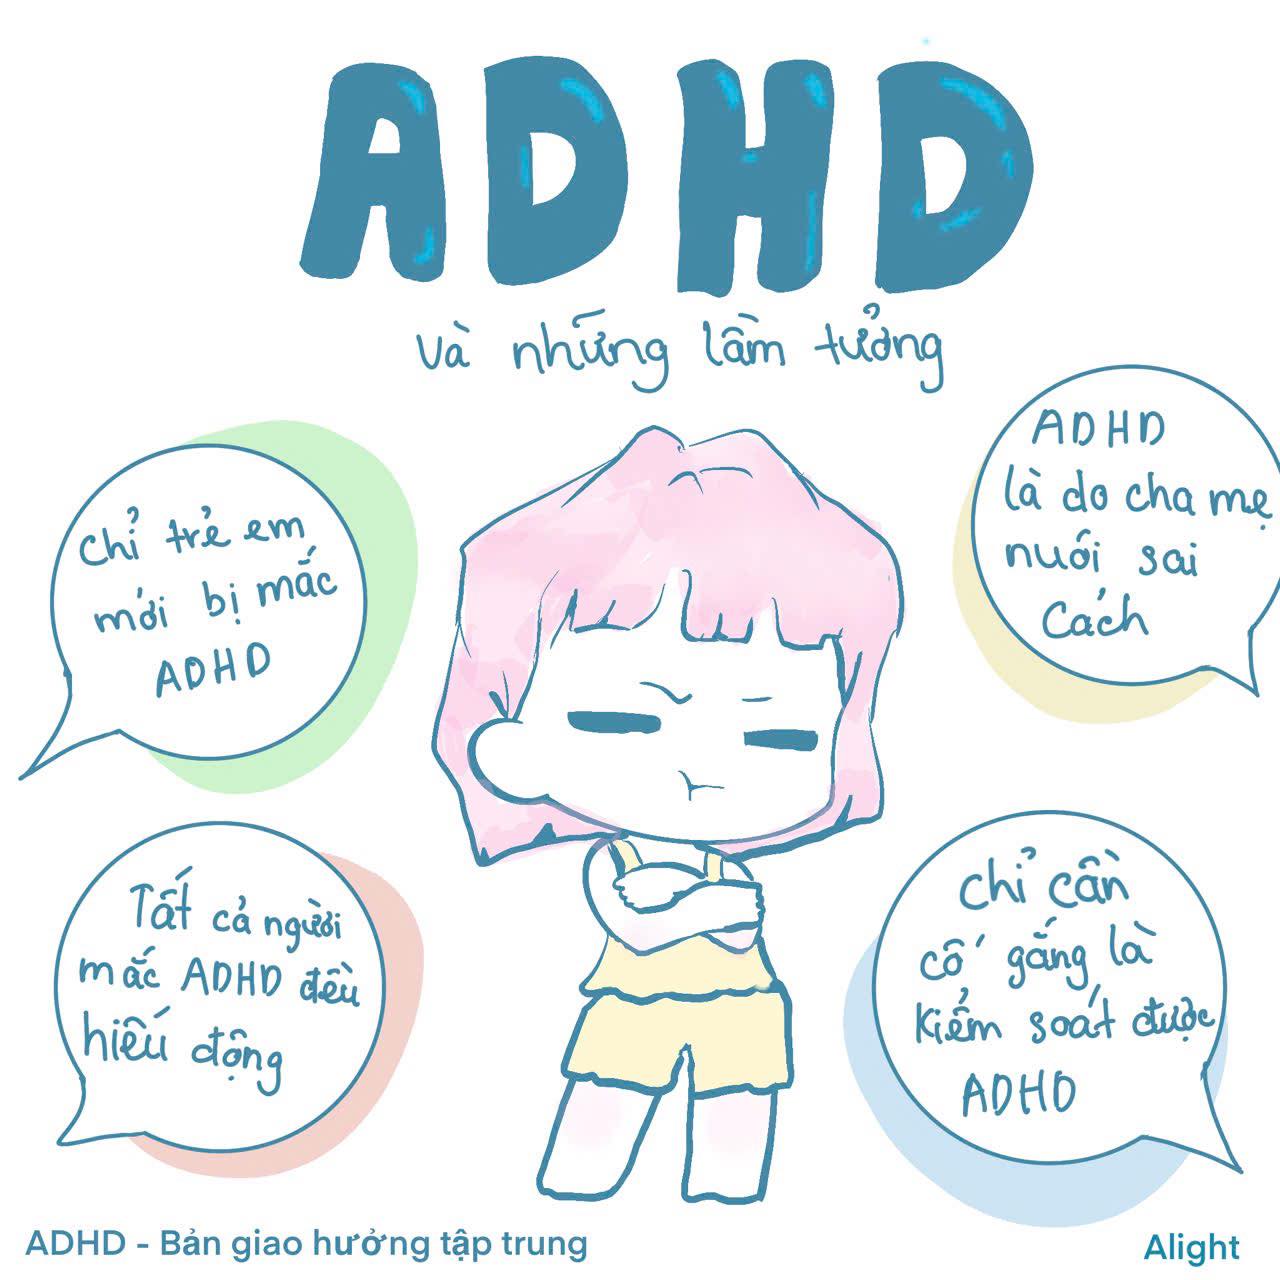 ADHD
và những lầm tưởng
ADHD
là do cha mẹ
nuôi sai
cách
chỉ trẻ em
mới bị mắc
ADHD
Tất cả người
mắc ADHD đều
hiếu động
chỉ cần
cố gắng là
kiểm soát được
ADHD
ADHD - Bản giao hưởng tập trung
Alight